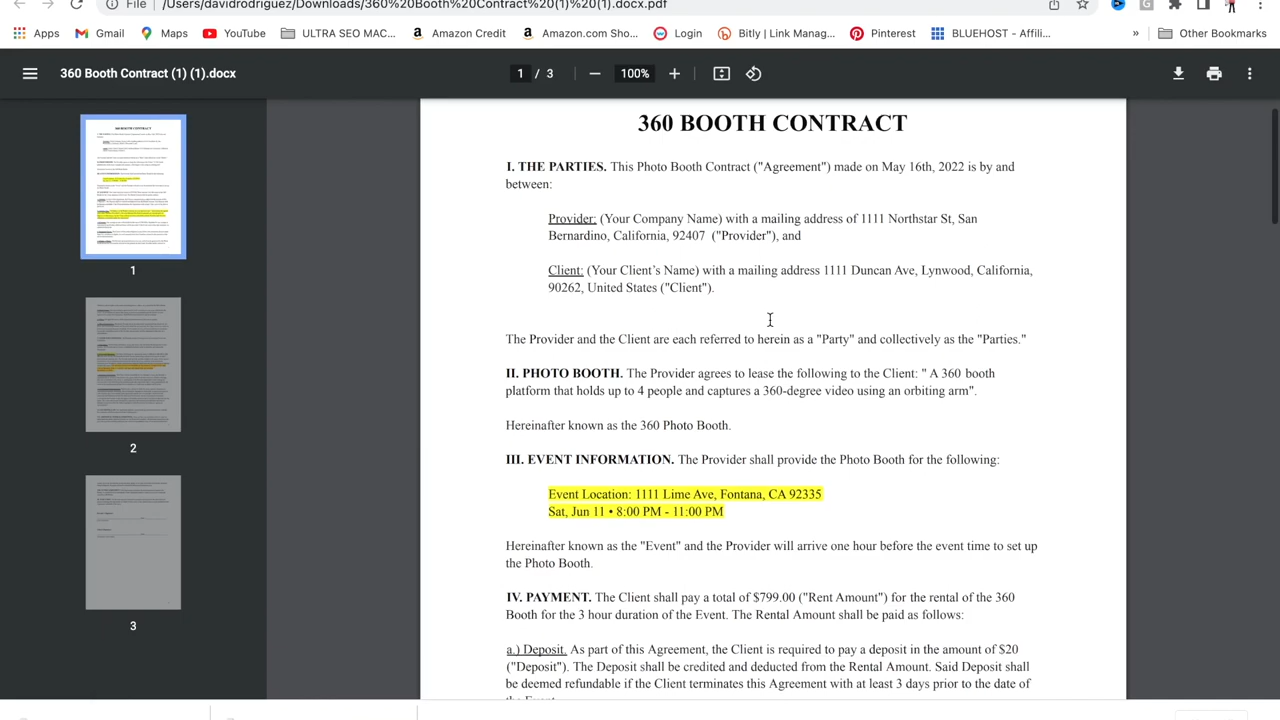 File
/Users/davidrodriguez/Downloads/360%20Booth%20Contract%20(1)%20(1).docx.pdf
Apps
Gmail
Maps
YouTube
ULTRA SEO MAC...
Amazon Credit
Amazon.com Sho...
Login
Bitly | Link Manag...
Pinterest
BLUEHOST - Affili...
»
Other Bookmarks
360 Booth Contract (1) (1).docx
1 / 3
100%
1
2
3
360 BOOTH CONTRACT
I. THE PARTIES. This Photo Booth Contract ("Agreement") made on May 16th, 2022 is by and
between:
Provider: (Your Company Name) with a mailing address of 1111 Northstar St, San
Bernardino, California, 92407 ("Provider"), and
Client: (Your Client's Name) with a mailing address 1111 Duncan Ave, Lynwood, California,
90262, United States ("Client").
The Provider and the Client are each referred to herein as a "Party" and collectively as the "Parties."
II. PHOTO BOOTH. The Provider agrees to lease the following to the Client: " A 360 booth
platform that holds up to 4 people and captures a 360-degree video using an orbiting arm".
Hereinafter known as the 360 Photo Booth.
III. EVENT INFORMATION. The Provider shall provide the Photo Booth for the following:
Event Location: 1111 Lime Ave, Fontana, CA 92335
Sat, Jun 11 • 8:00 PM - 11:00 PM
Hereinafter known as the "Event" and the Provider will arrive one hour before the event time to set up
the Photo Booth.
IV. PAYMENT. The Client shall pay a total of $799.00 ("Rent Amount") for the rental of the 360
Booth for the 3 hour duration of the Event. The Rental Amount shall be paid as follows:
a.) Deposit. As part of this Agreement, the Client is required to pay a deposit in the amount of $20
("Deposit"). The Deposit shall be credited and deducted from the Rental Amount. Said Deposit shall
be deemed refundable if the Client terminates this Agreement with at least 3 days prior to the date of
the Event.